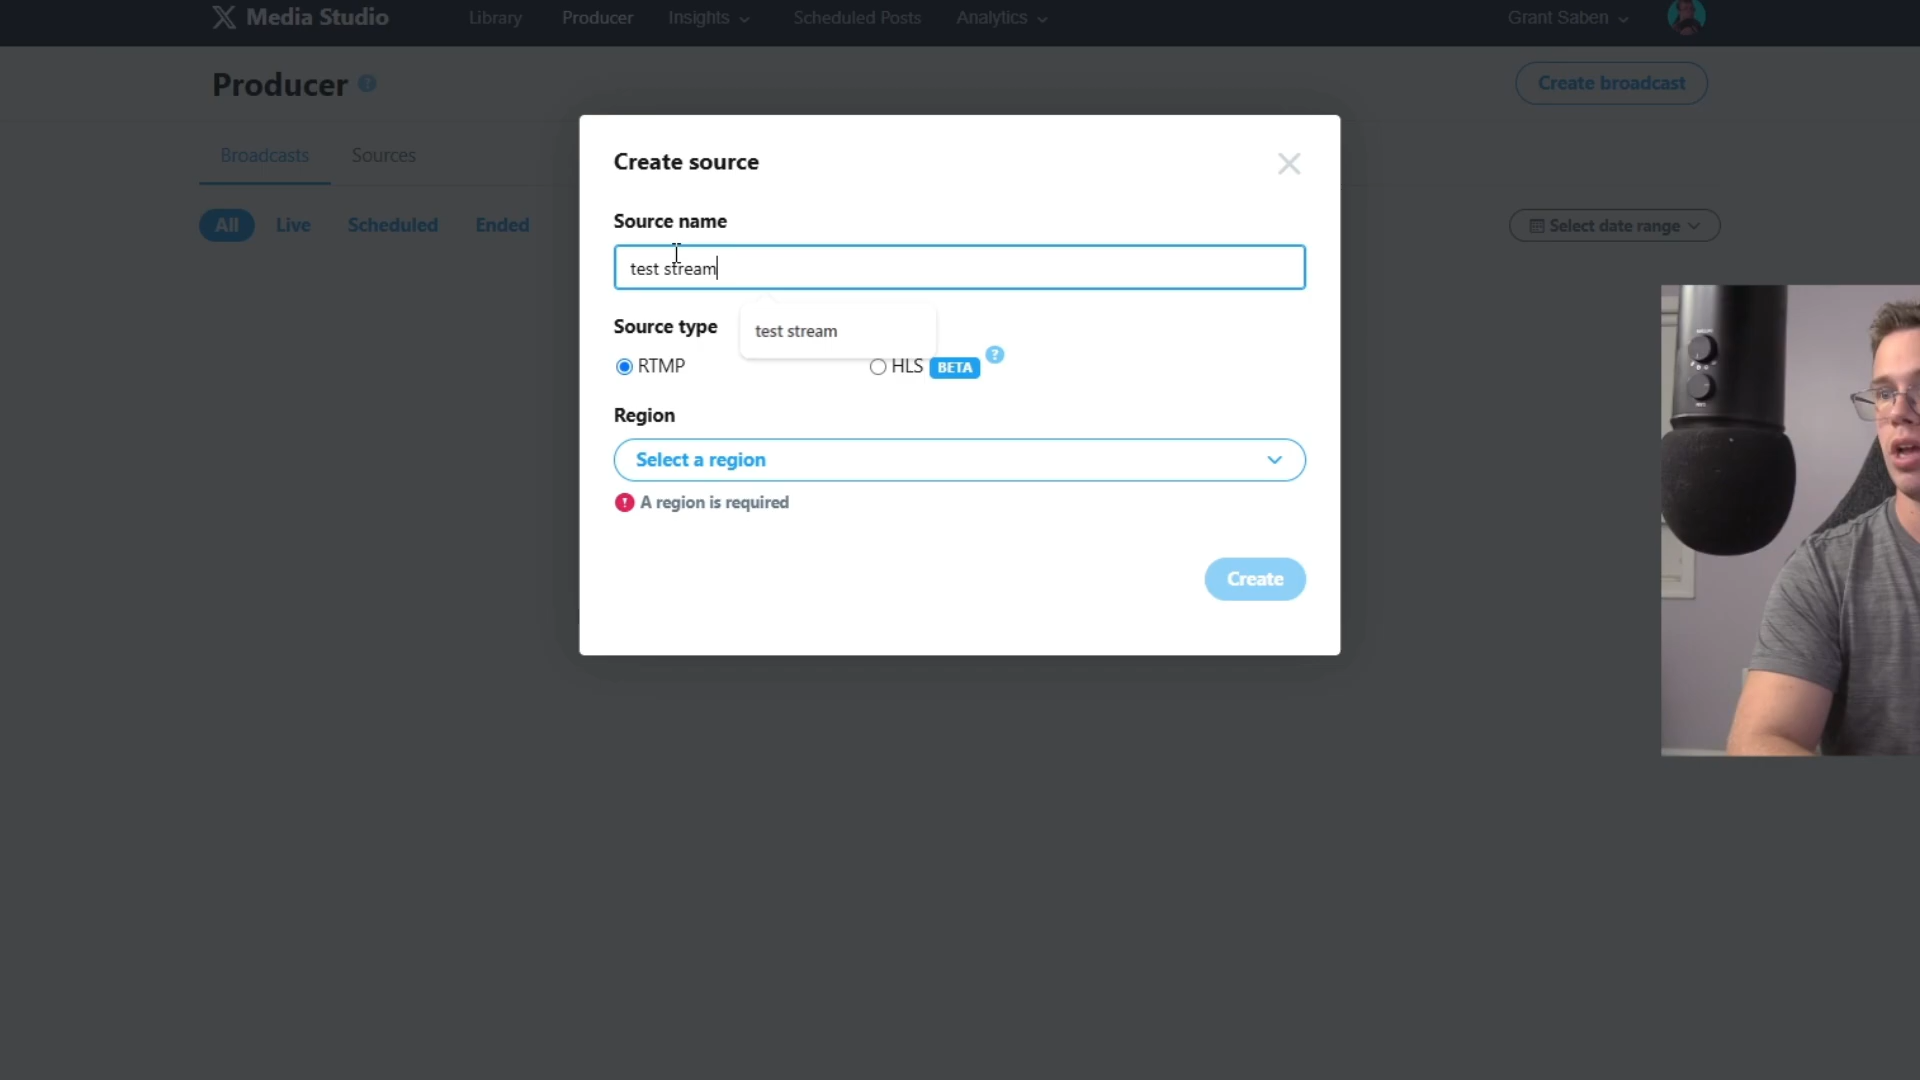 Media Studio
Library
Producer
Insights
Scheduled Posts
Analytics
Grant Saben
Producer ?
Create broadcast
Broadcasts
Sources
All
Live
Scheduled
Ended
Select date range
Create source
Source name
test stream
test stream
Source type
RTMP
HLS BETA ?
Region
Select a region
! A region is required
Create